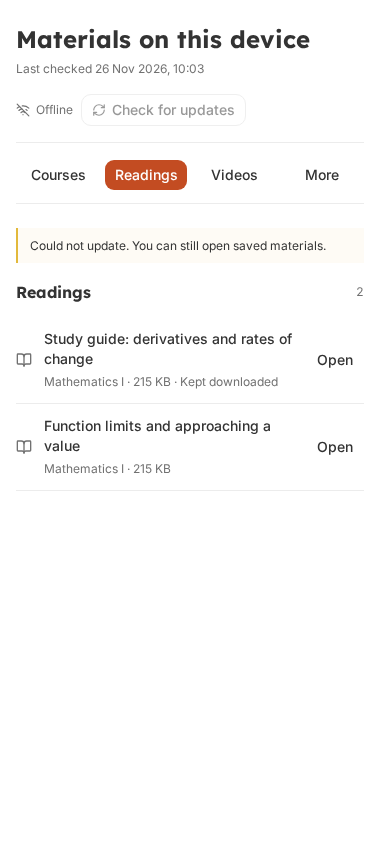 Materials on this device
Last checked 26 Nov 2026, 10:03
Offline
Check for updates
Courses
Readings
Videos
More
Could not update. You can still open saved materials.
Readings
2
Study guide: derivatives and rates of
change
Mathematics I · 215 KB · Kept downloaded
Open
Function limits and approaching a
value
Mathematics I · 215 KB
Open